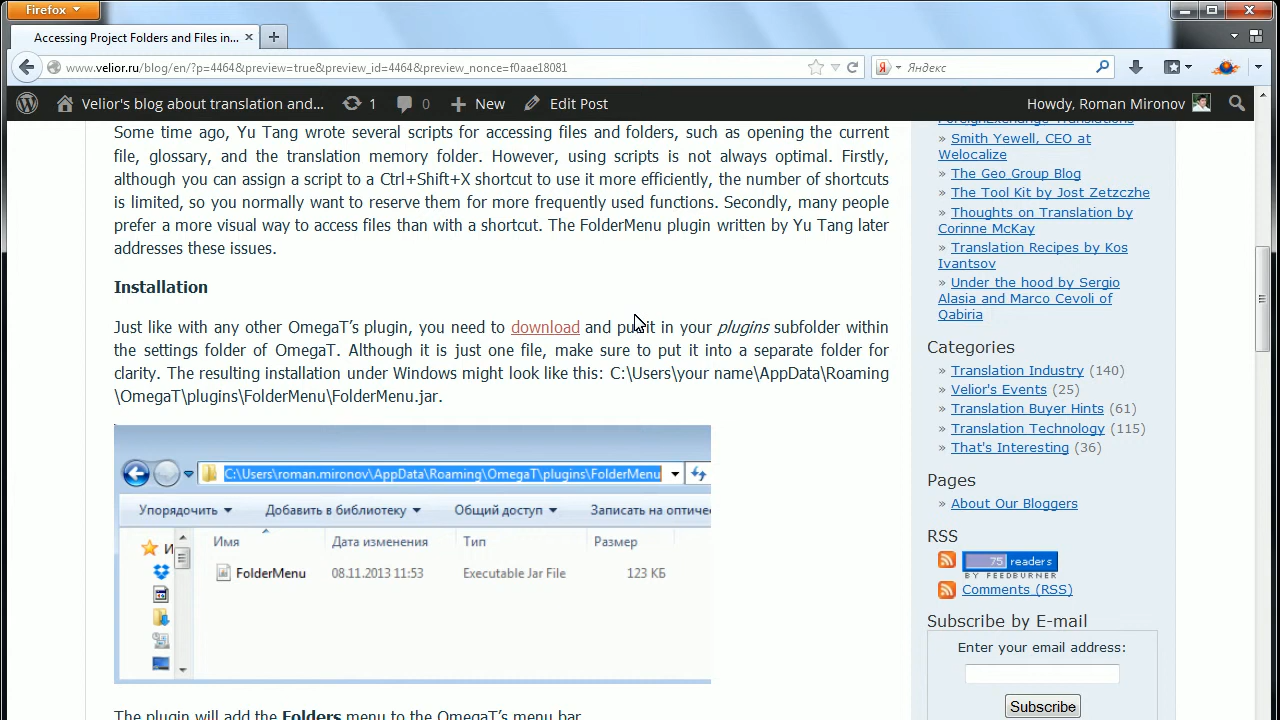 Firefox
Accessing Project Folders and Files in...
www.velior.ru/blog/en/?p=4464&preview=true&preview_id=4464&preview_nonce=f0aae18081
Яндекс
Velior's blog about translation and...
1
0
New
Edit Post
Howdy, Roman Mironov
Some time ago, Yu Tang wrote several scripts for accessing files and folders, such as opening the current
file, glossary, and the translation memory folder. However, using scripts is not always optimal. Firstly,
although you can assign a script to a Ctrl+Shift+X shortcut to use it more efficiently, the number of shortcuts
is limited, so you normally want to reserve them for more frequently used functions. Secondly, many people
prefer a more visual way to access files than with a shortcut. The FolderMenu plugin written by Yu Tang later
addresses these issues.
Installation
Just like with any other OmegaT's plugin, you need to download and put it in your plugins subfolder within
the settings folder of OmegaT. Although it is just one file, make sure to put it into a separate folder for
clarity. The resulting installation under Windows might look like this: C:\Users\your name\AppData\Roaming
\OmegaT\plugins\FolderMenu\FolderMenu.jar.
C:\Users\roman.mironov\AppData\Roaming\OmegaT\plugins\FolderMenu
Упорядочить
Добавить в библиотеку
Общий доступ
Записать на оптиче
И
Имя
Дата изменения
Тип
Размер
FolderMenu
08.11.2013 11:53
Executable Jar File
123 КБ
The plugin will add the Folders menu to the OmegaT's menu bar
ForeignExchange Translations
» Smith Yewell, CEO at
Welocalize
» The Geo Group Blog
» The Tool Kit by Jost Zetzczhe
» Thoughts on Translation by
Corinne McKay
» Translation Recipes by Kos
Ivantsov
» Under the hood by Sergio
Alasia and Marco Cevoli of
Qabiria
Categories
» Translation Industry (140)
» Velior's Events (25)
» Translation Buyer Hints (61)
» Translation Technology (115)
» That's Interesting (36)
Pages
» About Our Bloggers
RSS
75 readers
BY FEEDBURNER
Comments (RSS)
Subscribe by E-mail
Enter your email address:
Subscribe